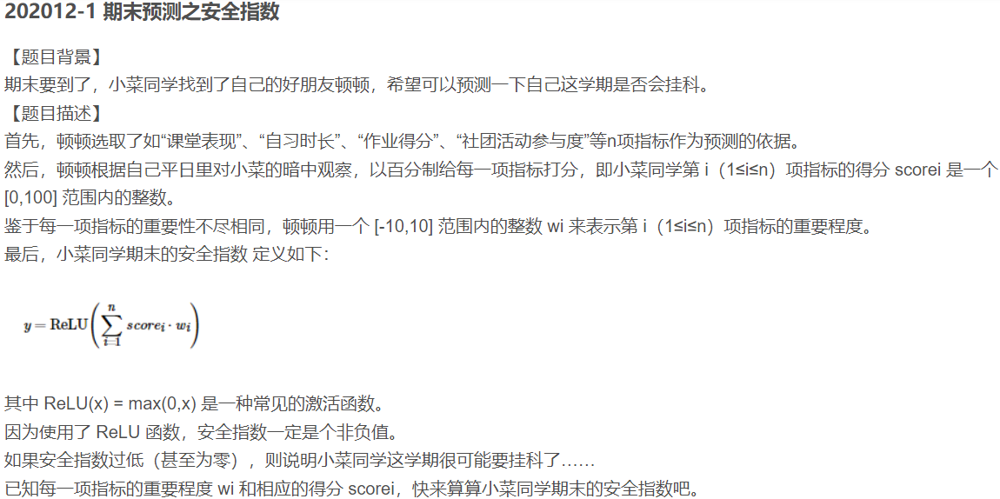 202012-1 期末预测之安全指数
【题目背景】
期末要到了，小菜同学找到了自己的好朋友顿顿，希望可以预测一下自己这学期是否会挂科。
【题目描述】
首先，顿顿选取了如“课堂表现”、“自习时长”、“作业得分”、“社团活动参与度”等n项指标作为预测的依据。
然后，顿顿根据自己平日里对小菜的暗中观察，以百分制给每一项指标打分，即小菜同学第 i（1≤i≤n）项指标的得分 scorei 是一个
[0,100] 范围内的整数。
鉴于每一项指标的重要性不尽相同，顿顿用一个 [-10,10] 范围内的整数 wi 来表示第 i（1≤i≤n）项指标的重要程度。
最后，小菜同学期末的安全指数 定义如下：
y = ReLU(∑_{i=1}^{n} score_i · w_i)
其中 ReLU(x) = max(0,x) 是一种常见的激活函数。
因为使用了 ReLU 函数，安全指数一定是个非负值。
如果安全指数过低（甚至为零），则说明小菜同学这学期很可能要挂科了……
已知每一项指标的重要程度 wi 和相应的得分 scorei，快来算算小菜同学期末的安全指数吧。